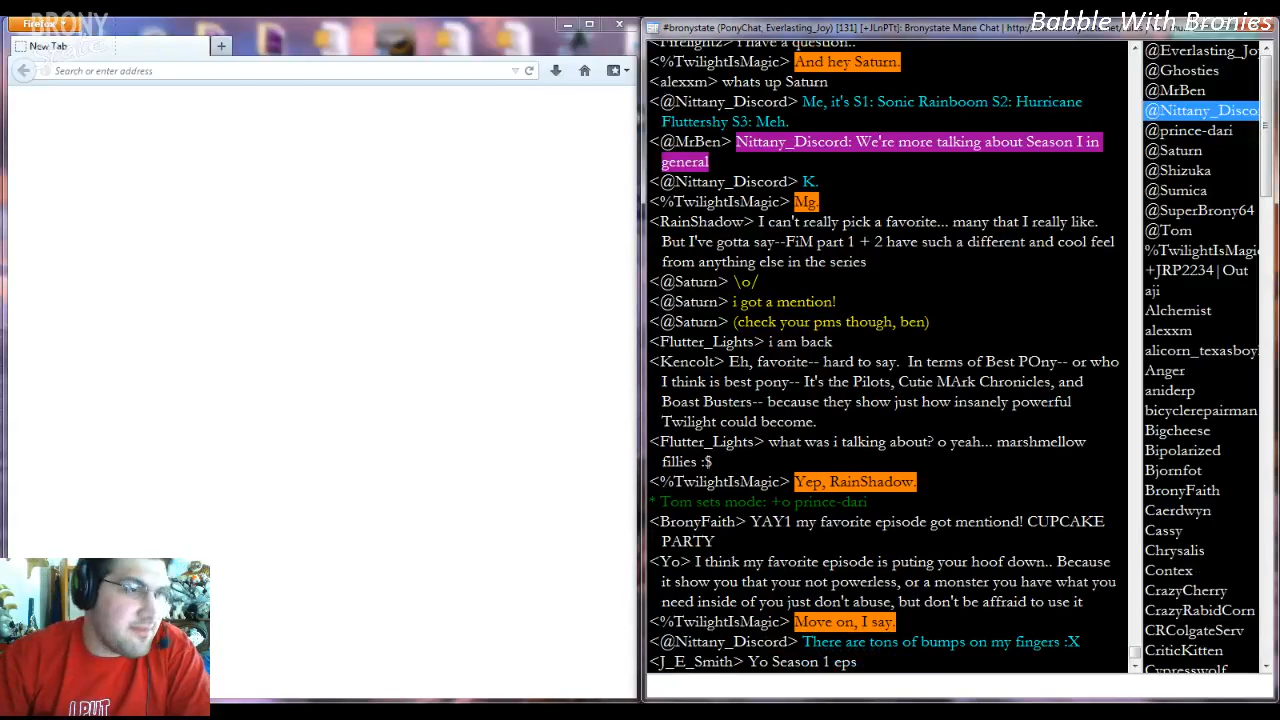 Babble With Bronies
BRONY
State
Firefox
#bronystate (PonyChat, Everlasting_Joy) [131] [+JLnPTt] Bronystate Mane Chat | http://
New Tab
Search or enter address
<Firelight2> i have a question..
<%TwilightIsMagic> And hey Saturn.
<alexxm> whats up Saturn
<@Nittany_Discord> Me, it's S1: Sonic Rainboom S2: Hurricane
Fluttershy S3: Meh.
<@MrBen> Nittany_Discord: We're more talking about Season I in
general
<@Nittany_Discord> K.
<%TwilightIsMagic> Mg.
<RainShadow> I can't really pick a favorite... many that I really like.
But I've gotta say--FiM part 1 + 2 have such a different and cool feel
from anything else in the series
<@Saturn> \o/
<@Saturn> i got a mention!
<@Saturn> (check your pms though, ben)
<Flutter_Lights> i am back
<Kencolt> Eh, favorite-- hard to say. In terms of Best POny-- or who
I think is best pony-- It's the Pilots, Cutie MArk Chronicles, and
Boast Busters-- because they show just how insanely powerful
Twilight could become.
<Flutter_Lights> what was i talking about? o yeah... marshmellow
fillies :$
<%TwilightIsMagic> Yep, RainShadow.
* Tom sets mode: +o prince-dari
<BronyFaith> YAY1 my favorite episode got mentiond! CUPCAKE
PARTY
<Yo> I think my favorite episode is puting your hoof down.. Because
it show you that your not powerless, or a monster you have what you
need inside of you just don't abuse, but don't be affraid to use it
<%TwilightIsMagic> Move on, I say.
<@Nittany_Discord> There are tons of bumps on my fingers :X
<J_E_Smith> Yo Season 1 eps
@Everlasting_Jo
@Ghosties
@MrBen
@Nittany_Disco
@prince-dari
@Saturn
@Shizuka
@Sumica
@SuperBrony64
@Tom
%TwilightIsMagi
+JRP2234|Out
aji
Alchemist
alexxm
alicorn_texasboy
Anger
aniderp
bicyclerepairman
Bigcheese
Bipolarized
Bjornfot
BronyFaith
Caerdwyn
Cassy
Chrysalis
Contex
CrazyCherry
CrazyRabidCorn
CRColgateServ
CriticKitten
Cypresswolf